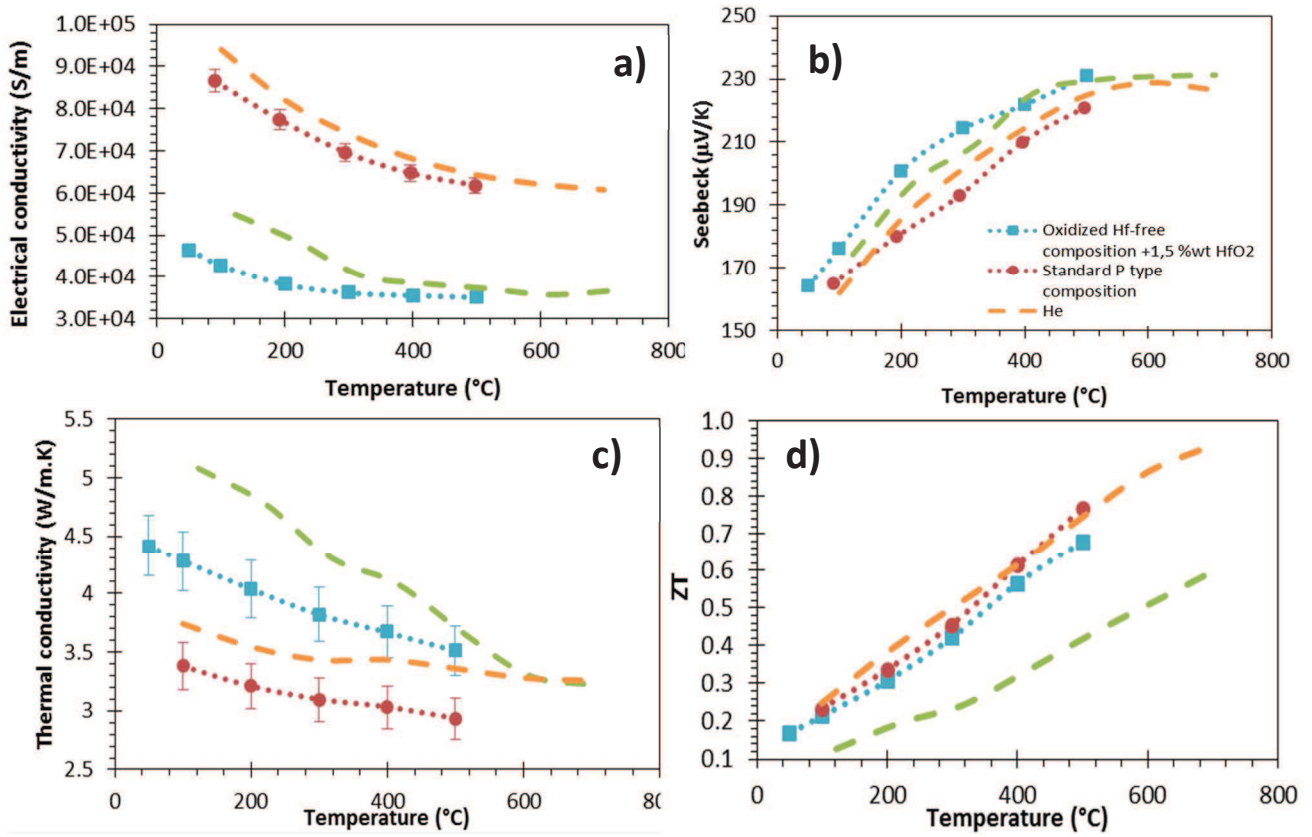 a)
Electrical conductivity (S/m)
1.0E+05
9.0E+04
8.0E+04
7.0E+04
6.0E+04
5.0E+04
4.0E+04
3.0E+04
0 200 400 600 800
Temperature (°C)
b)
Seebeck (μV/K)
250
230
210
190
170
150
0 200 400 600 800
Temperature (°C)
Oxidized Hf-free
composition +1,5 %wt HfO2
Standard P type
composition
He
c)
Thermal conductivity (W/m.K)
5.5
5
4.5
4
3.5
3
2.5
0 200 400 600 80
Temperature (°C)
d)
ZT
1.0
0.9
0.8
0.7
0.6
0.5
0.4
0.3
0.2
0.1
0 200 400 600 800
Temperature (°C)